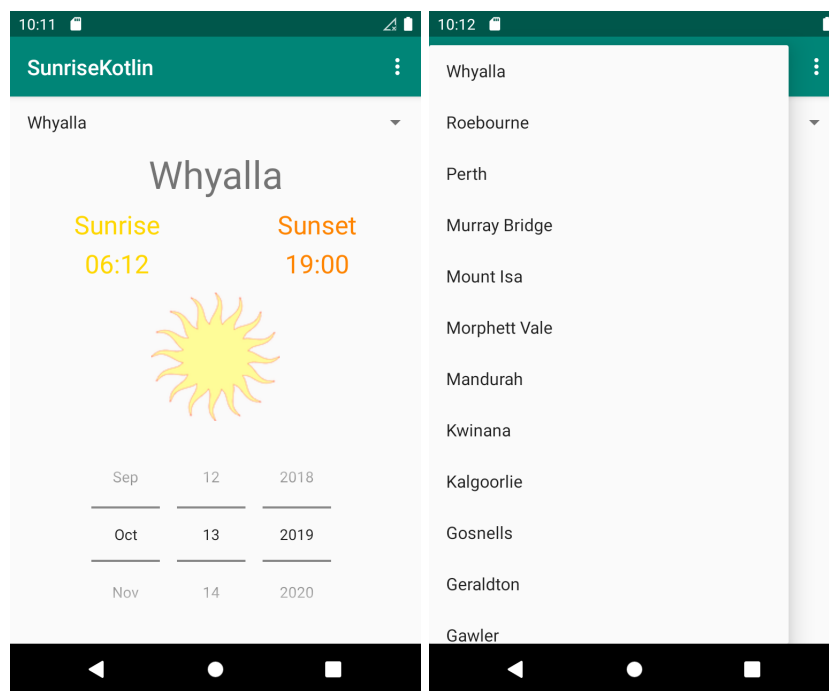 10:11
SunriseKotlin
Whyalla
Whyalla
Sunrise Sunset
06:12 19:00
Sep 12 2018
Oct 13 2019
Nov 14 2020
10:12
Whyalla
Roebourne
Perth
Murray Bridge
Mount Isa
Morphett Vale
Mandurah
Kwinana
Kalgoorlie
Gosnells
Geraldton
Gawler